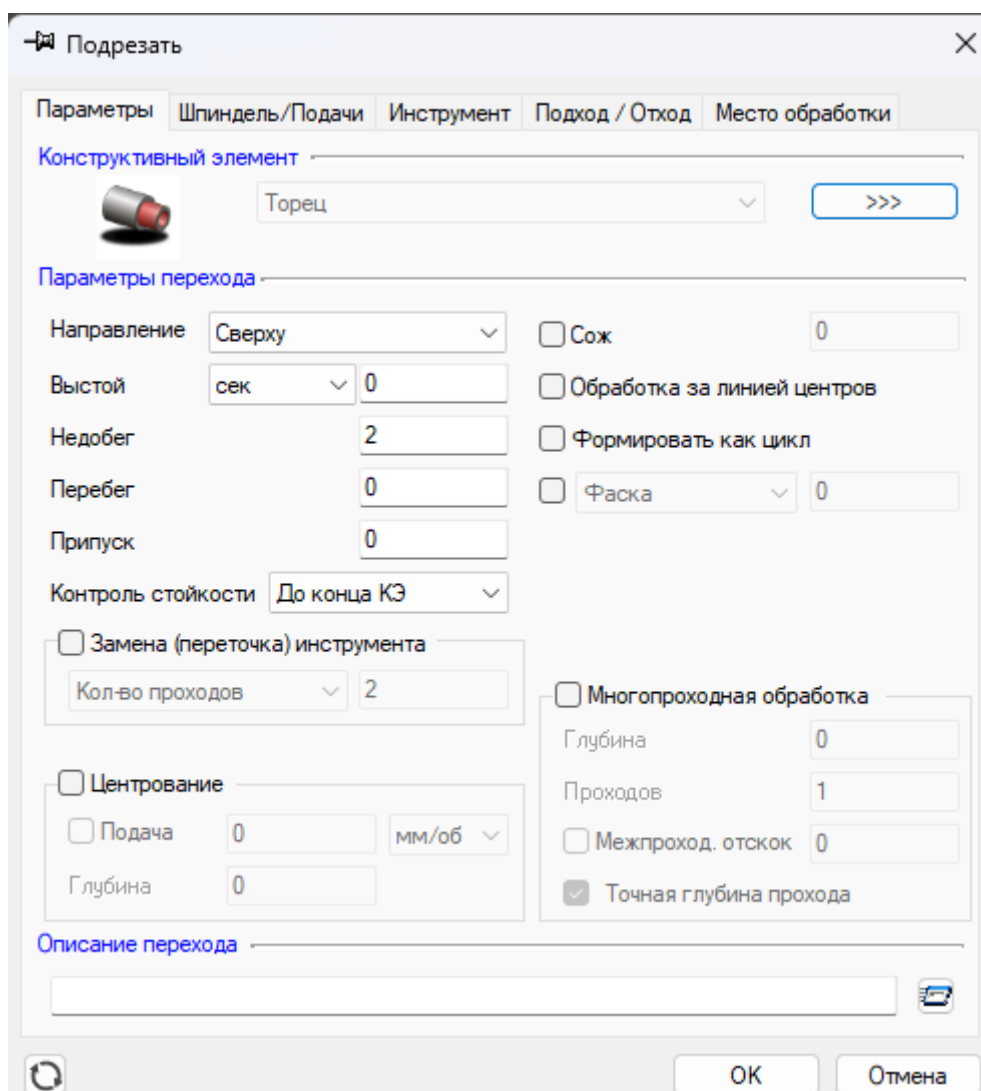 Подрезать
Параметры Шпиндель/Подачи Инструмент Подход / Отход Место обработки
Конструктивный элемент
Торец >>>
Параметры перехода
Направление Сверху
Сож 0
Выстой сек 0
Обработка за линией центров
Недобег 2
Формировать как цикл
Перебег 0
Фаска 0
Припуск 0
Контроль стойкости До конца КЭ
Замена (переточка) инструмента
Кол-во проходов 2
Многопроходная обработка
Глубина 0
Проходов 1
Межпроход. отскок 0
Точная глубина прохода
Центрование
Подача 0 мм/об
Глубина 0
Описание перехода
ОК Отмена